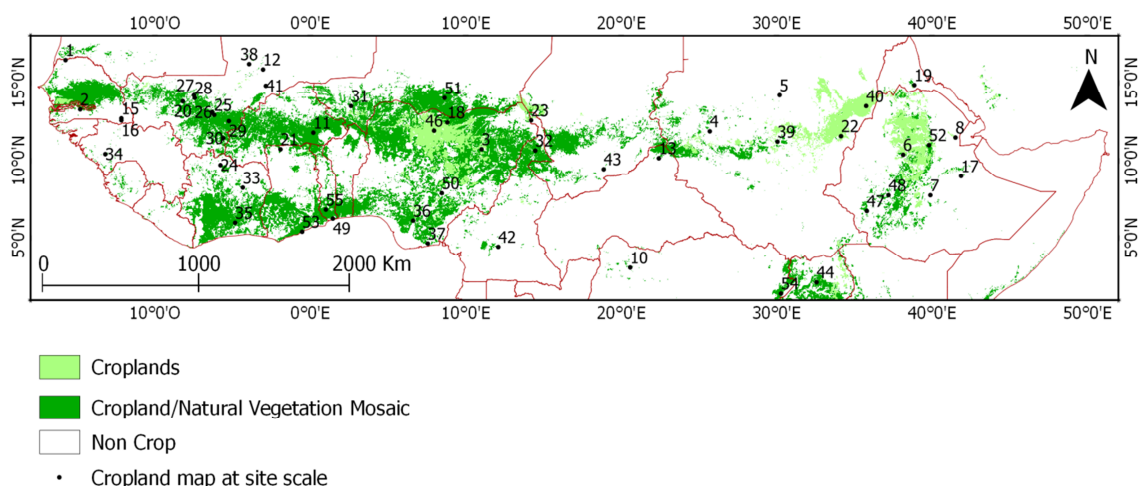 10°0'O 0°0'E 10°0'E 20°0'E 30°0'E 40°0'E 50°0'E
38
1 12 N
15°0'N 27 28 41 51 5 19 15°0'N
2 20 25 31 40
15 26 18 23
16 29 11 46 4 22 52 8
30 21 3 32 39
10°0'N 34 24 13 6 10°0'N
43 17
33 50 48 7
55 36 47
35 49
5°0'N 53 37 42 5°0'N
10 44
0 1000 2000 Km 54
10°0'O 0°0'E 10°0'E 20°0'E 30°0'E 40°0'E 50°0'E
Croplands
Cropland/Natural Vegetation Mosaic
Non Crop
Cropland map at site scale